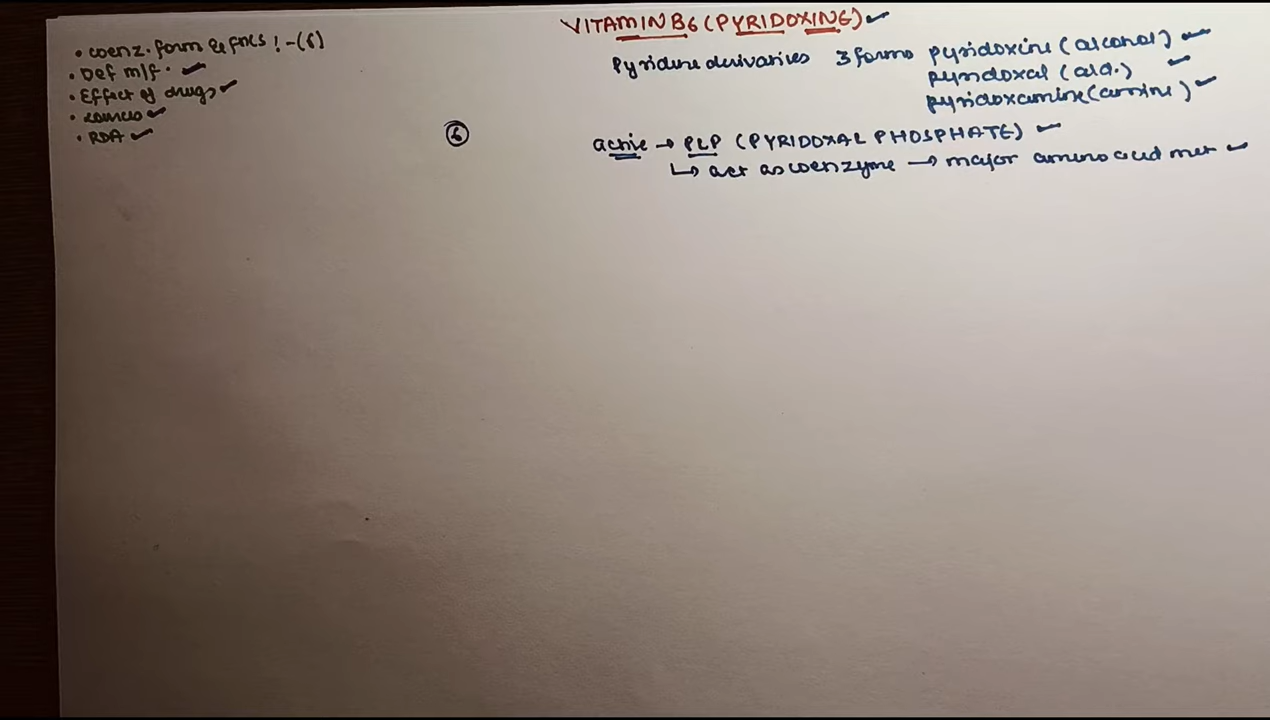 VITAMIN B6 (PYRIDOXINE)
• coenz. form & fncs : - (6)
• Def m/f.
• Effect of drugs
• sources
• RDA
Pyridine derivatives 3 forms pyridoxine (alcohol)
pyridoxal (ald.)
pyridoxamine (amine)
6
active → PLP (PYRIDOXAL PHOSPHATE)
↳ act as coenzyme → major amino acid met